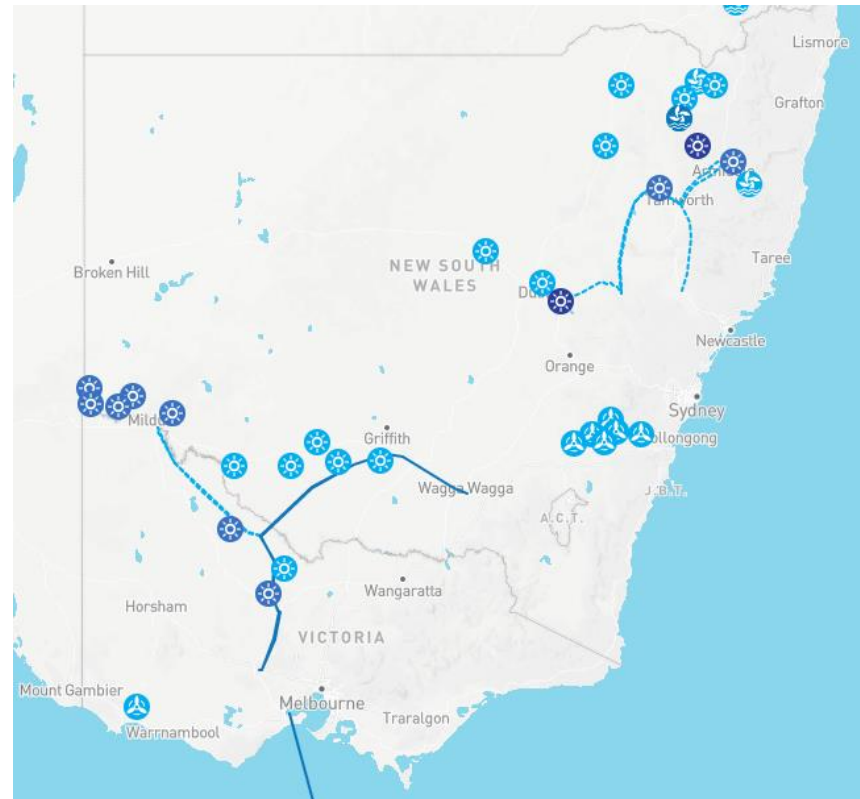 Lismore
Grafton
Tamworth
Taree
Broken Hill
NEW SOUTH
WALES
Newcastle
Orange
Sydney
Griffith
Wagga Wagga
J.B.T.
A.C.T.
Wangaratta
Horsham
VICTORIA
Mount Gambier
Melbourne
Warrnambool
Traralgon